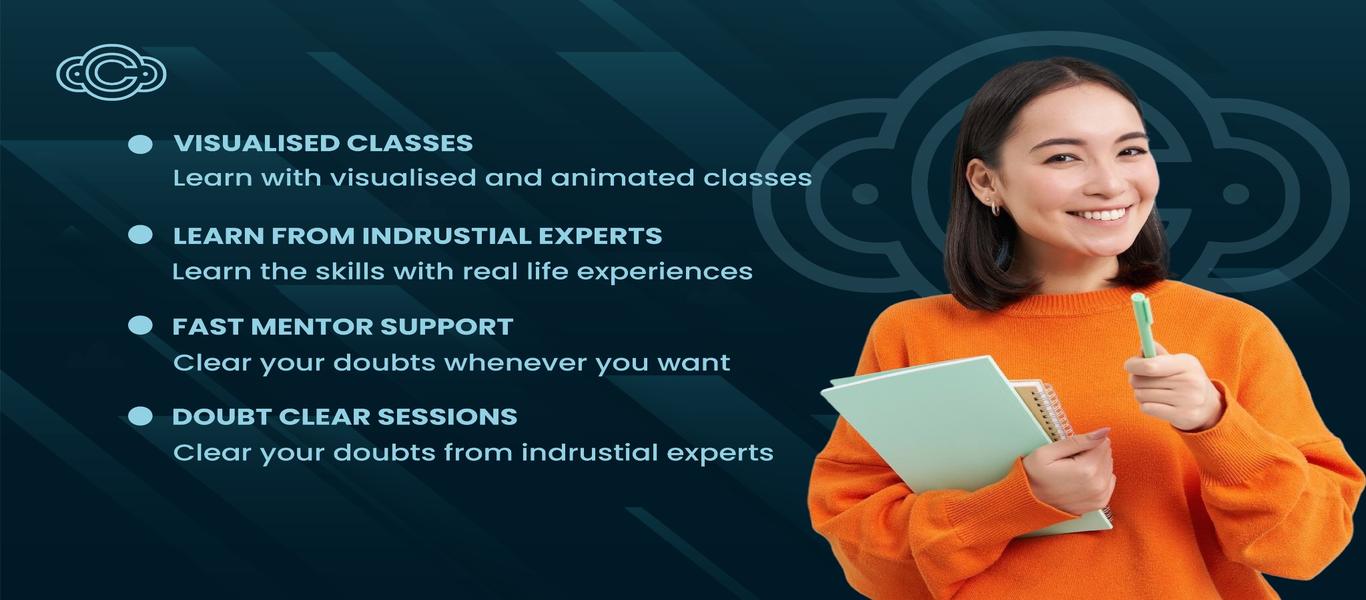 VISUALISED CLASSES
Learn with visualised and animated classes
LEARN FROM INDRUSTIAL EXPERTS
Learn the skills with real life experiences
FAST MENTOR SUPPORT
Clear your doubts whenever you want
DOUBT CLEAR SESSIONS
Clear your doubts from indrustial experts